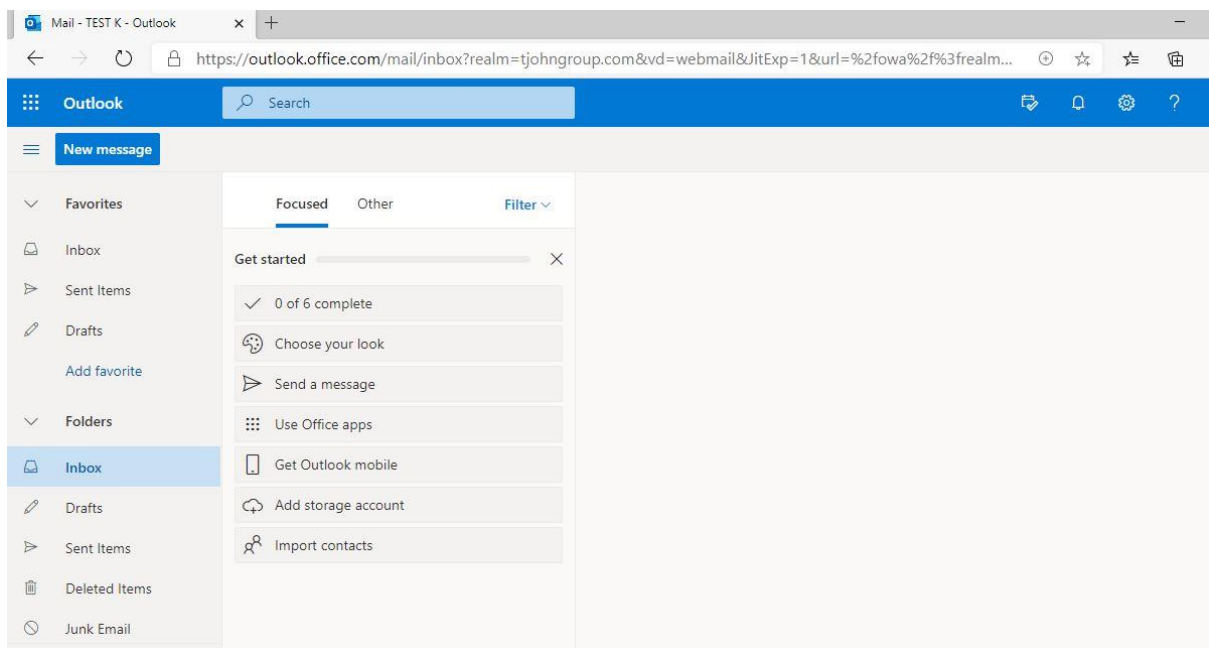 Mail - TEST K - Outlook
https://outlook.office.com/mail/inbox?realm=tjohngroup.com&vd=webmail&JitExp=1&url=%2fowa%2f%3frealm...
Outlook
Search
?
New message
Favorites
Inbox
Sent Items
Drafts
Add favorite
Folders
Inbox
Drafts
Sent Items
Deleted Items
Junk Email
Focused Other Filter
Get started
0 of 6 complete
Choose your look
Send a message
Use Office apps
Get Outlook mobile
Add storage account
Import contacts